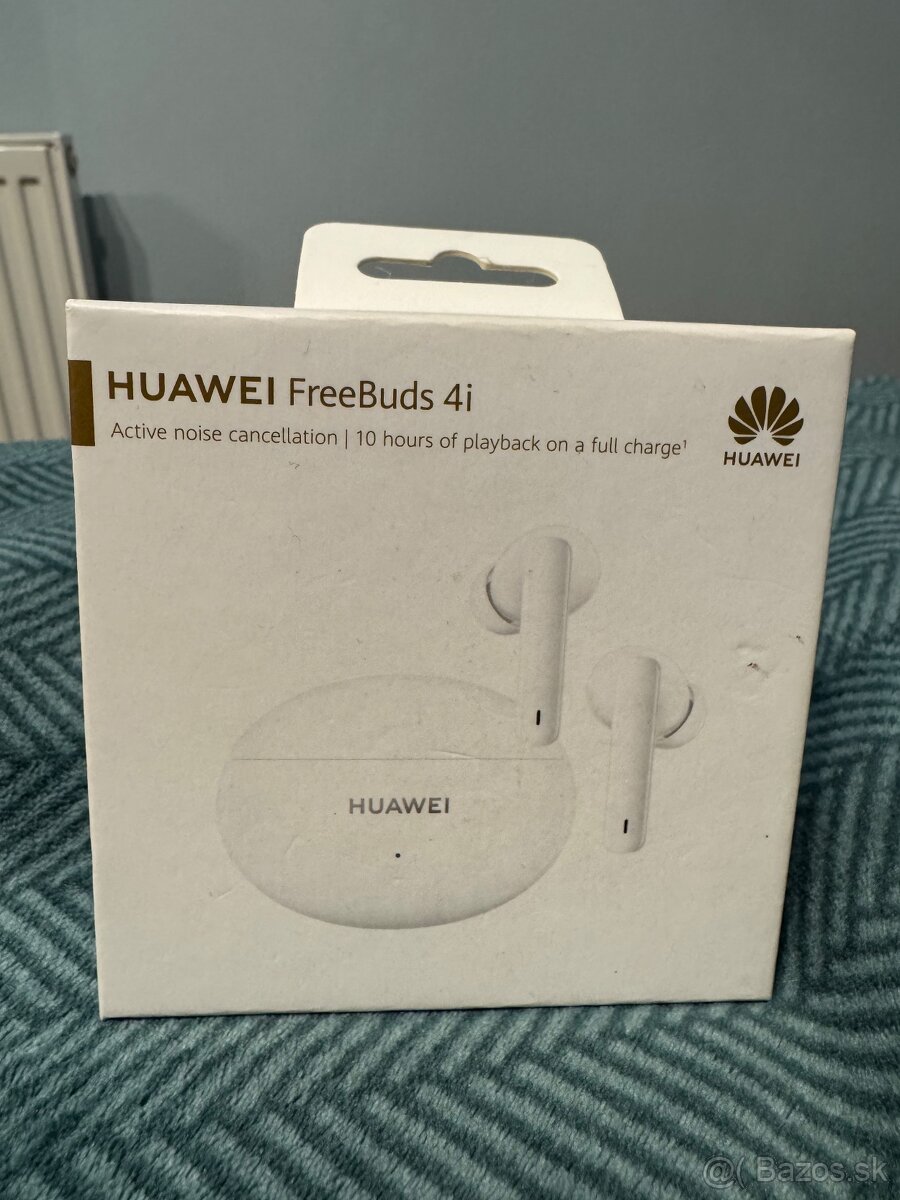 HUAWEI FreeBuds 4i
Active noise cancellation | 10 hours of playback on a full charge¹
HUAWEI
HUAWEI
@( Bazos.sk